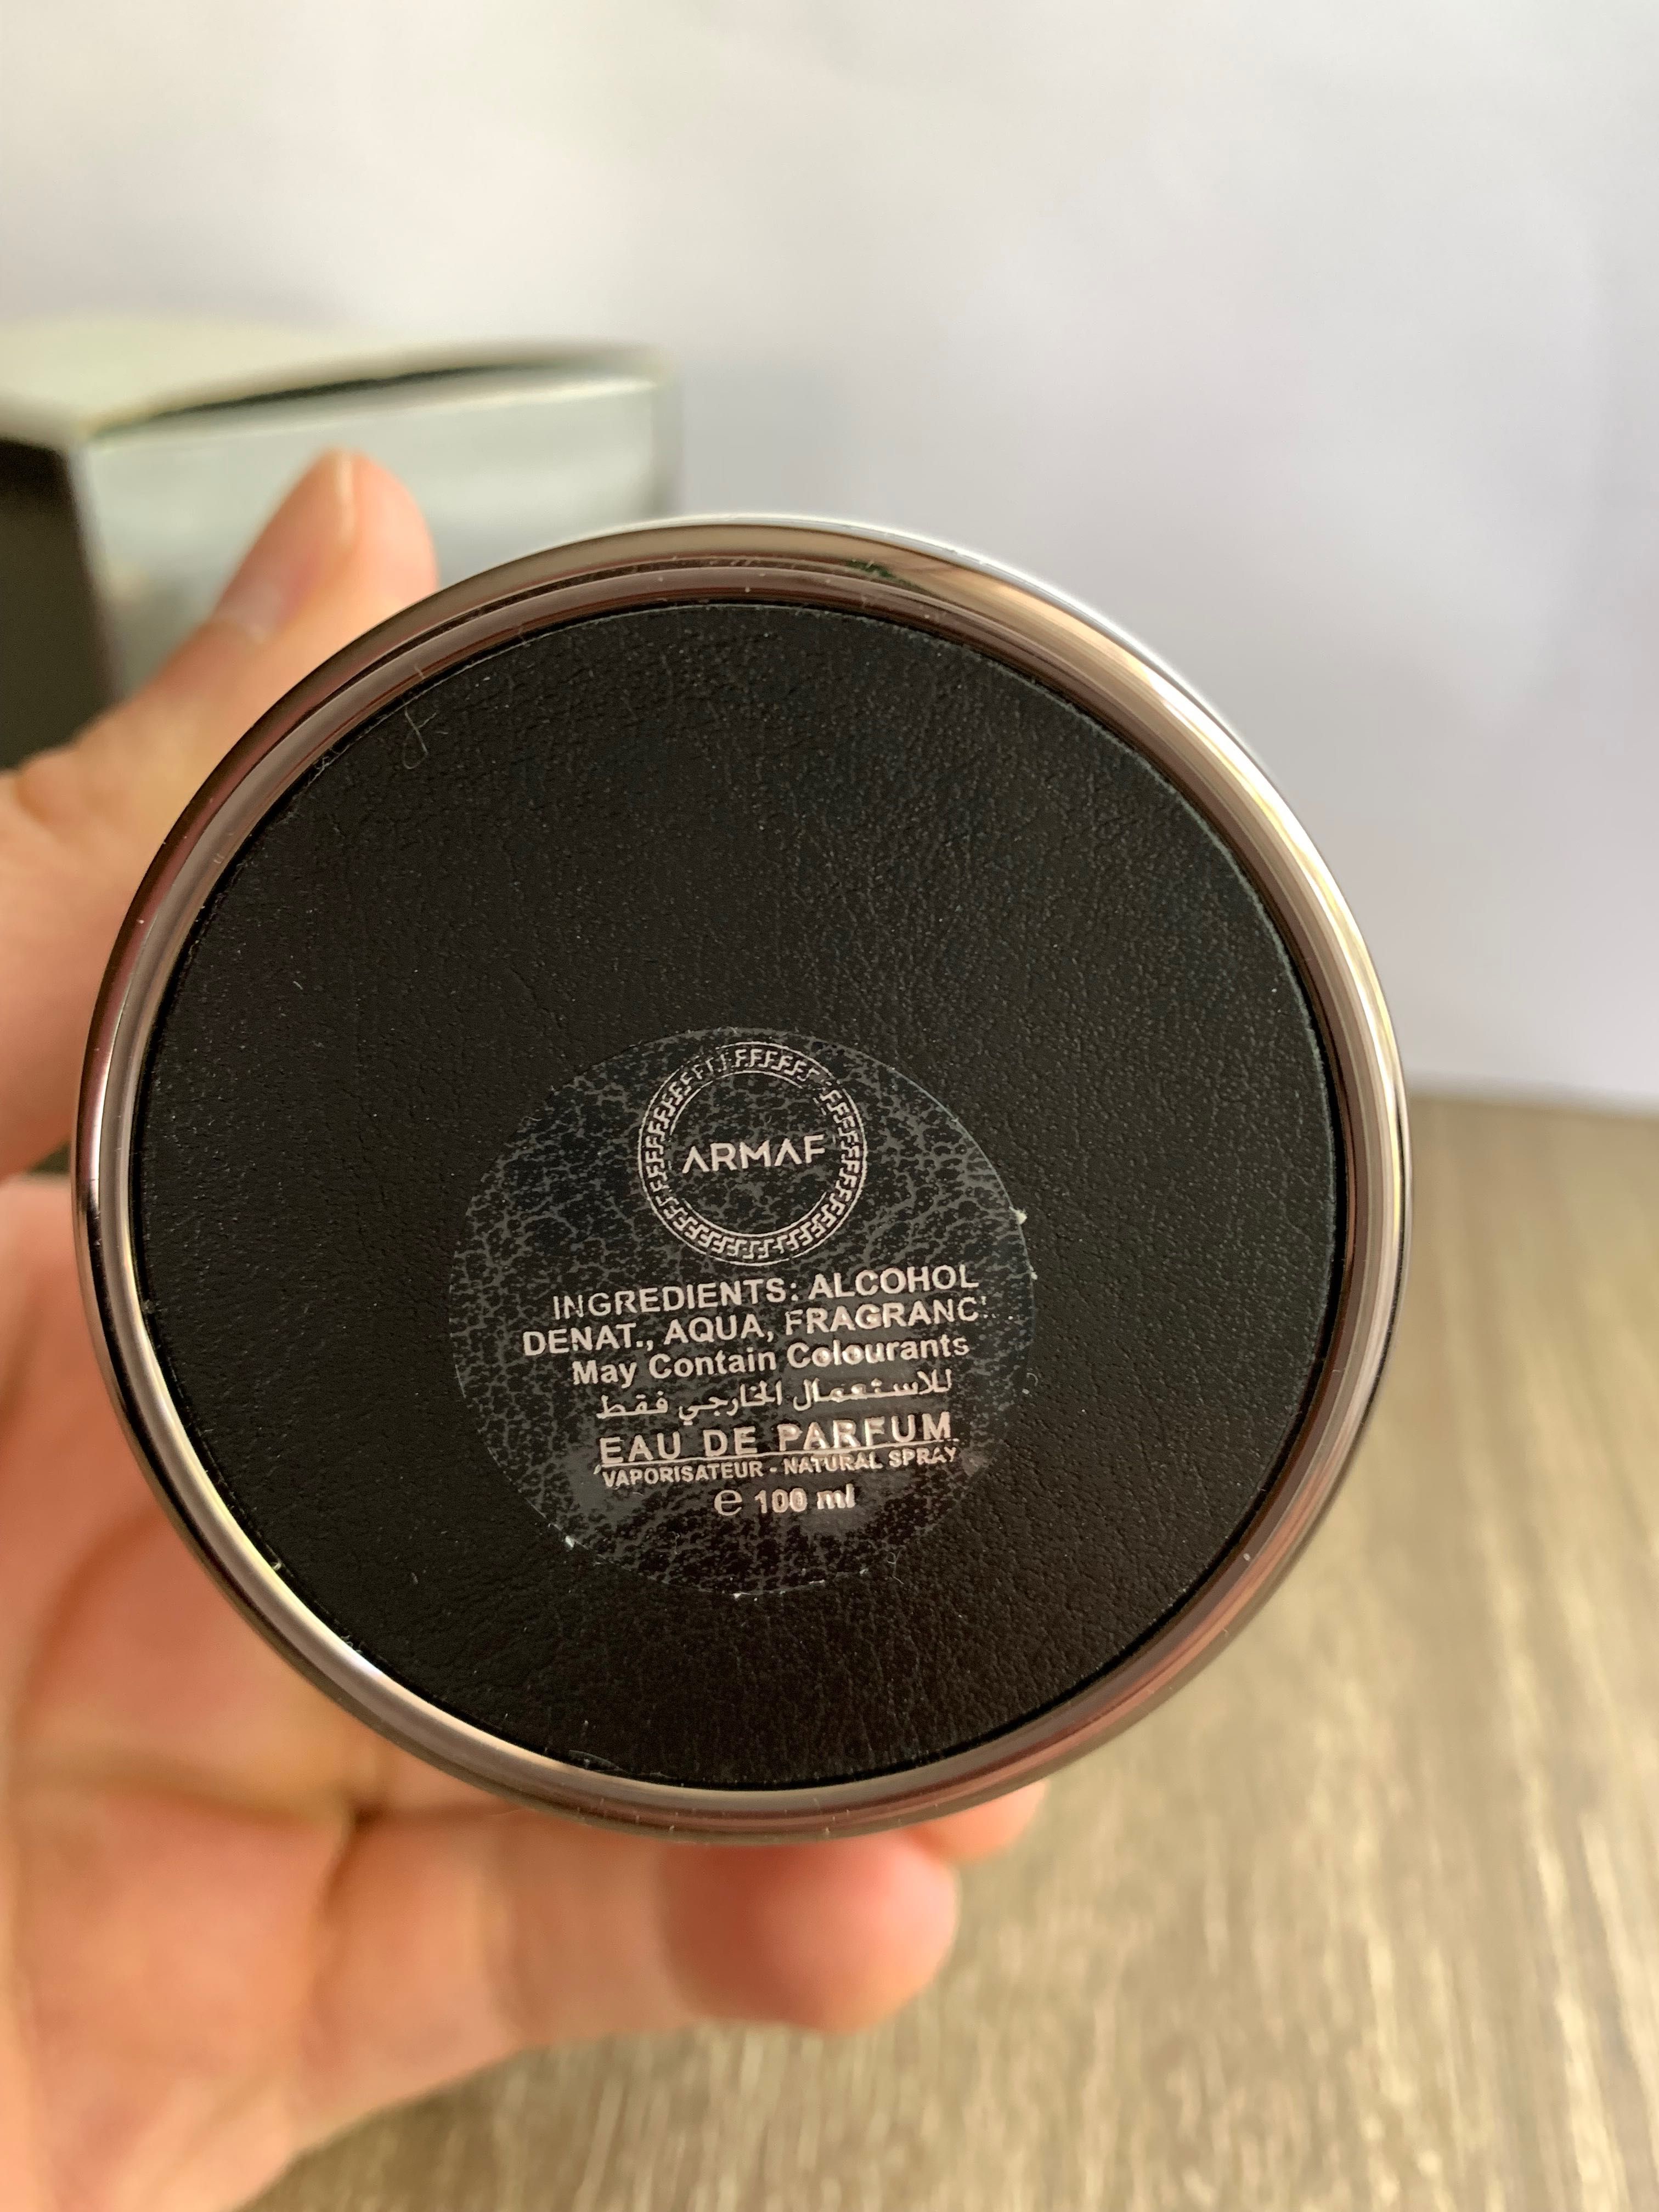 ARMAF
INGREDIENTS: ALCOHOL
DENAT., AQUA, FRAGRANC
May Contain Colourants
للاستعمال الخارجي فقط
EAU DE PARFUM
VAPORISATEUR - NATURAL SPRAY
℮ 100 ml